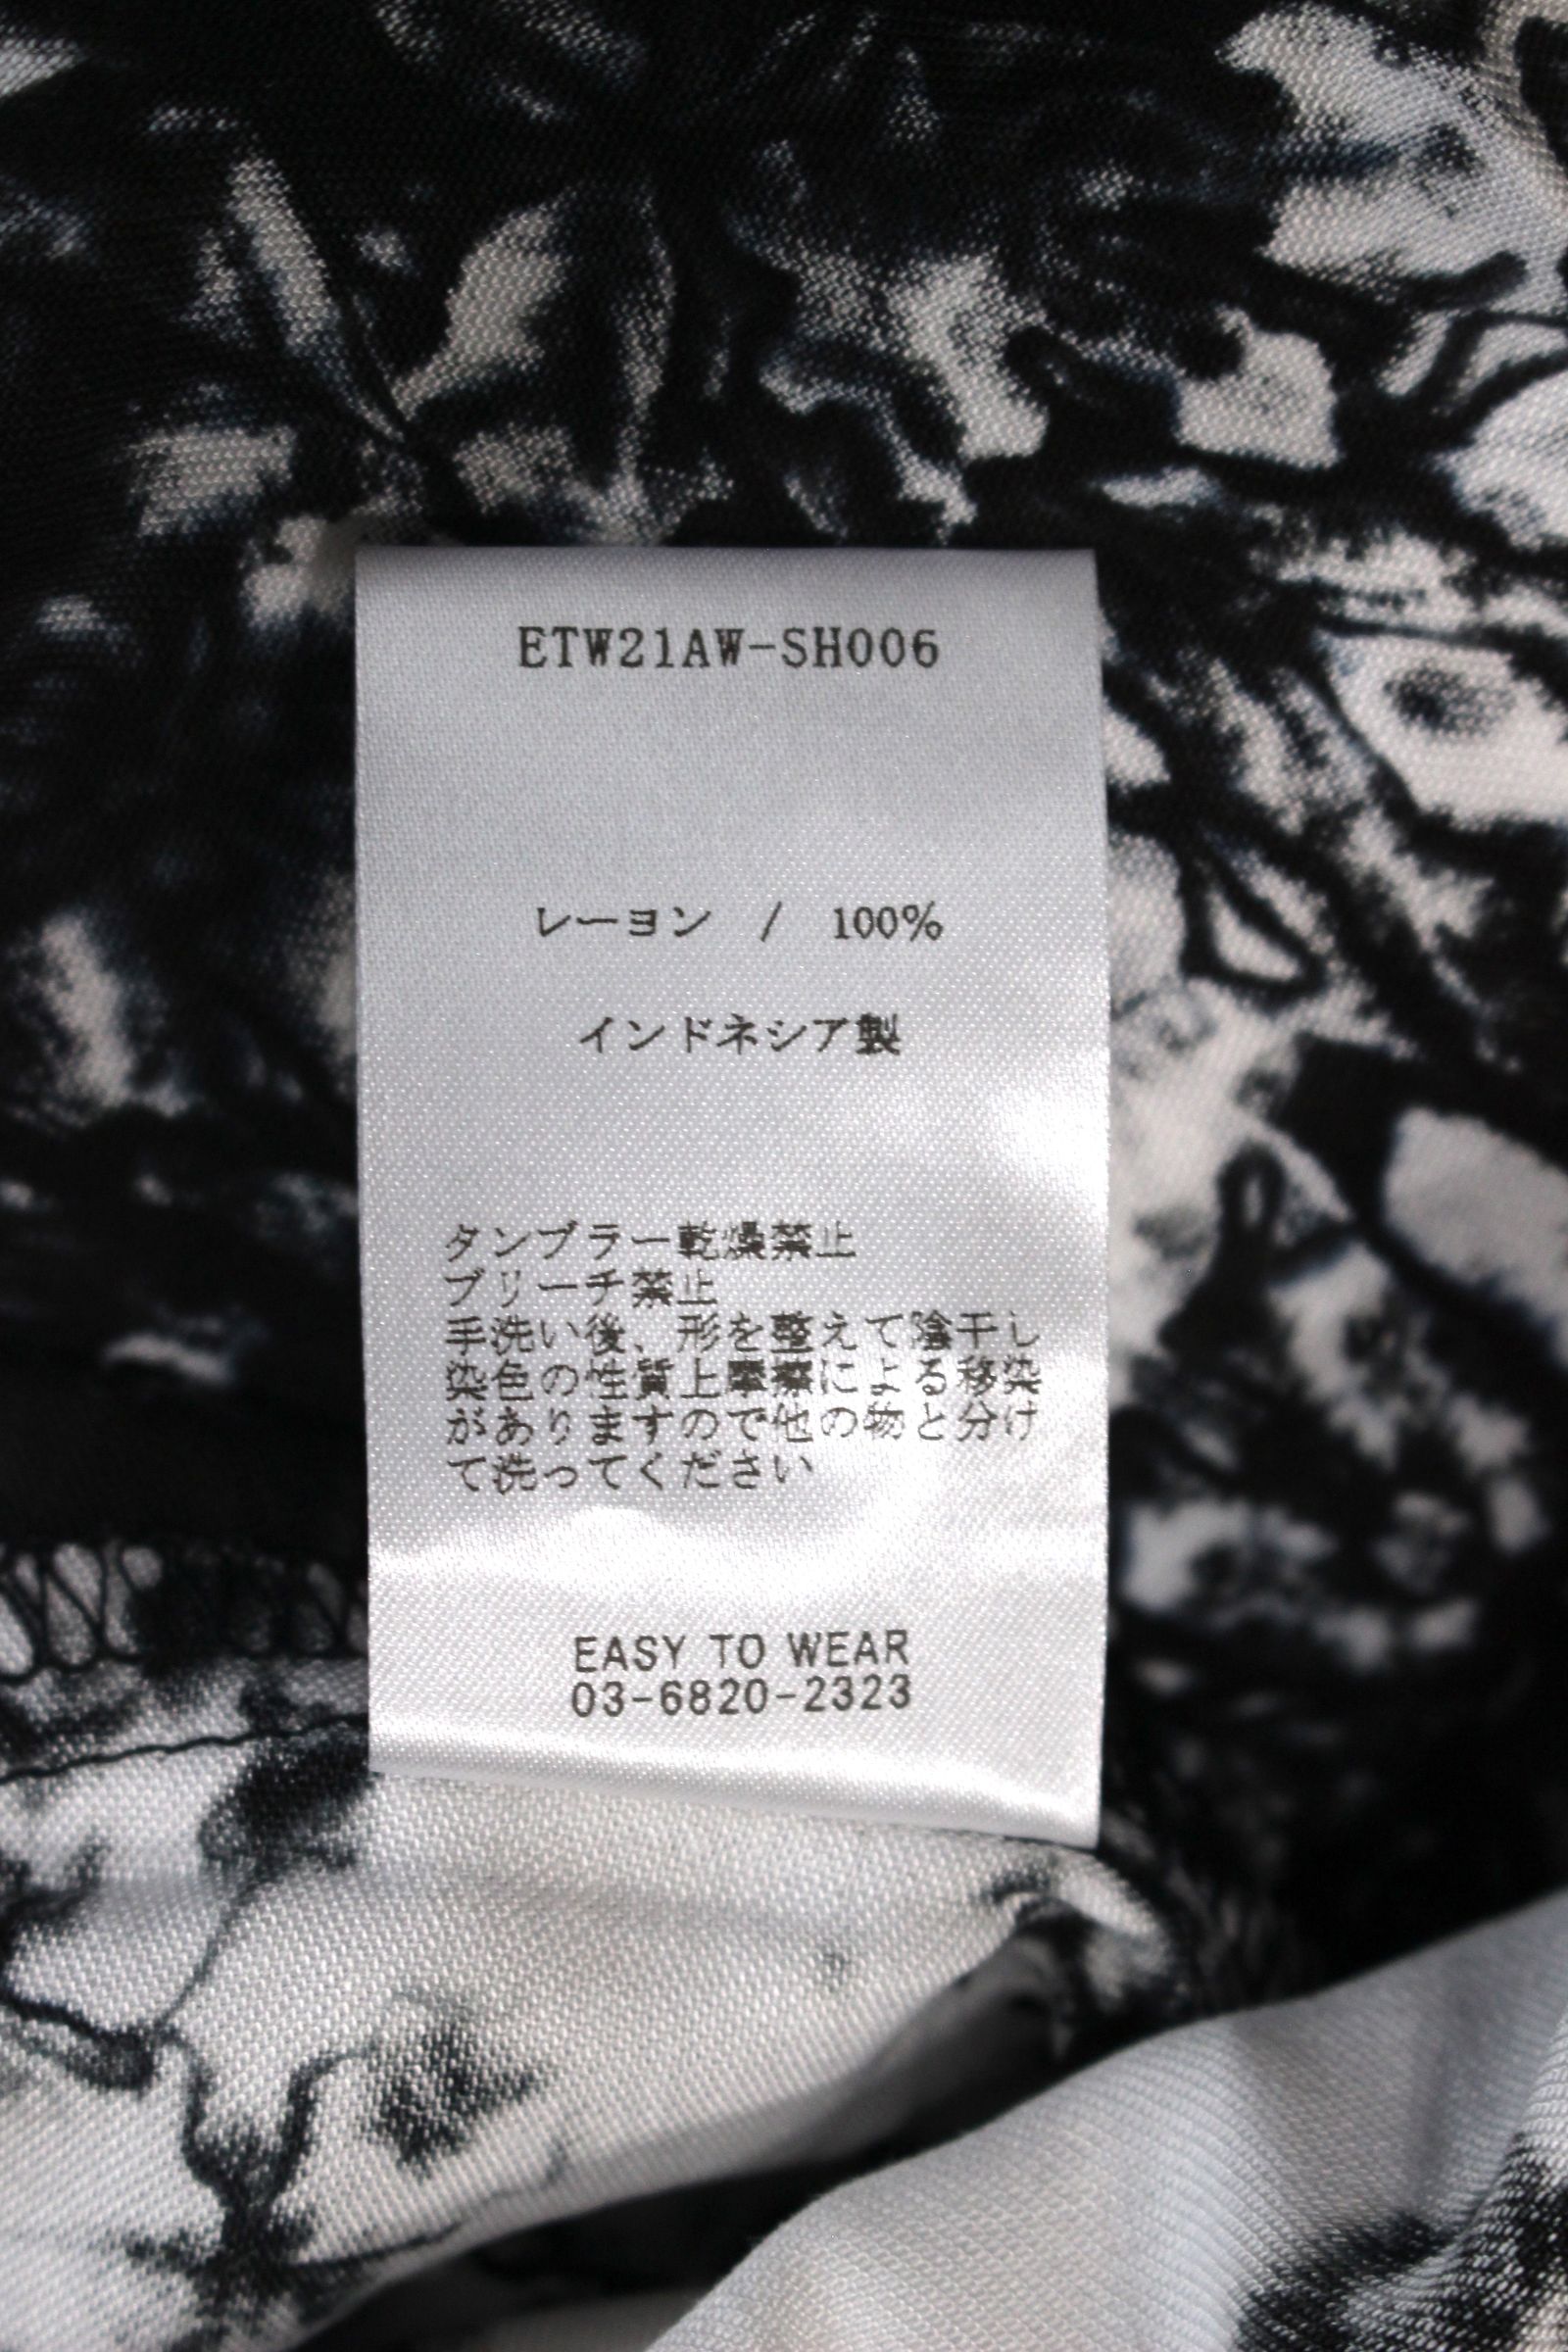 ETW21AW-SH006
レーヨン / 100%
インドネシア製
タンブラー乾燥禁止
ブリーチ禁止
手洗い後、形を整えて陰干し
染色の性質上摩擦による移染
がありますので他の物と分け
て洗ってください
EASY TO WEAR
03-6820-2323